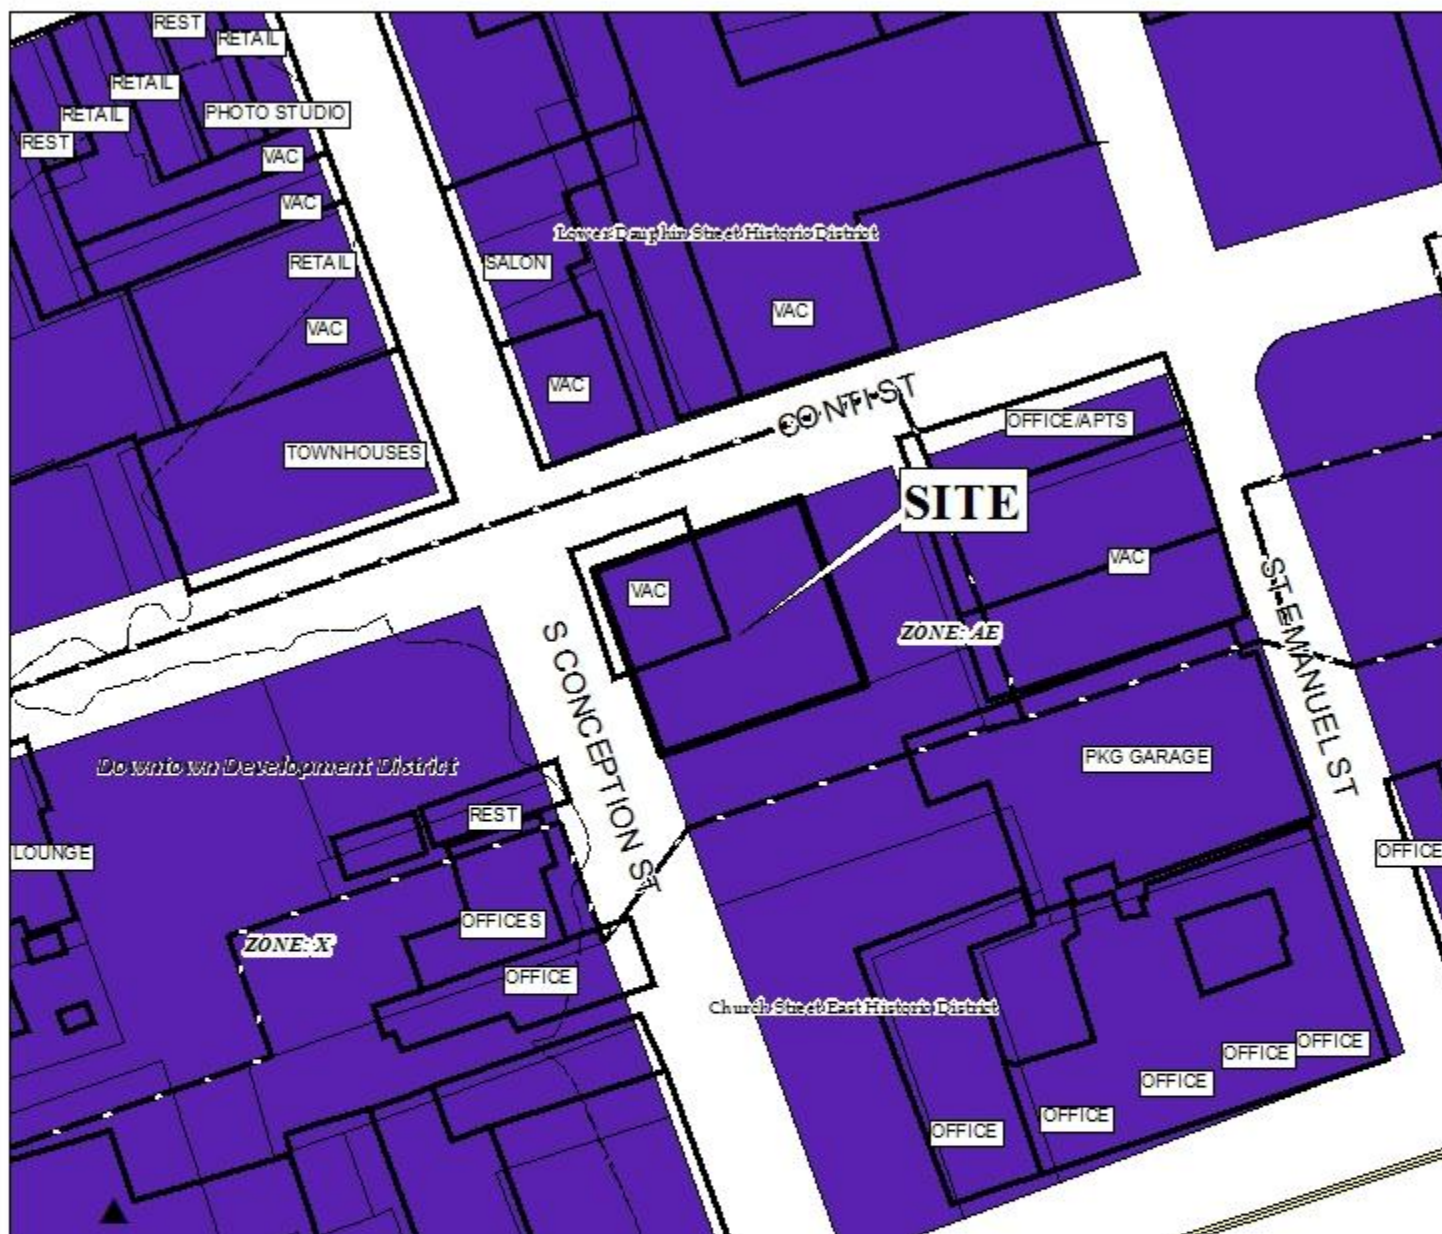 REST
RETAIL
RETAIL
RETAIL
PHOTO STUDIO
REST
VAC
VAC
Lower Dauphin Street Historic District
RETAIL
SALON
VAC
VAC
VAC
CONTI ST
OFFICE/APTS
TOWNHOUSES
SITE
VAC
VAC
ZONE: AE
S CONCEPTION ST
ST EMANUEL ST
Downtown Development District
PKG GARAGE
REST
LOUNGE
OFFICE
OFFICES
ZONE: X
OFFICE
Church Street East Historic District
OFFICE
OFFICE
OFFICE
OFFICE
OFFICE